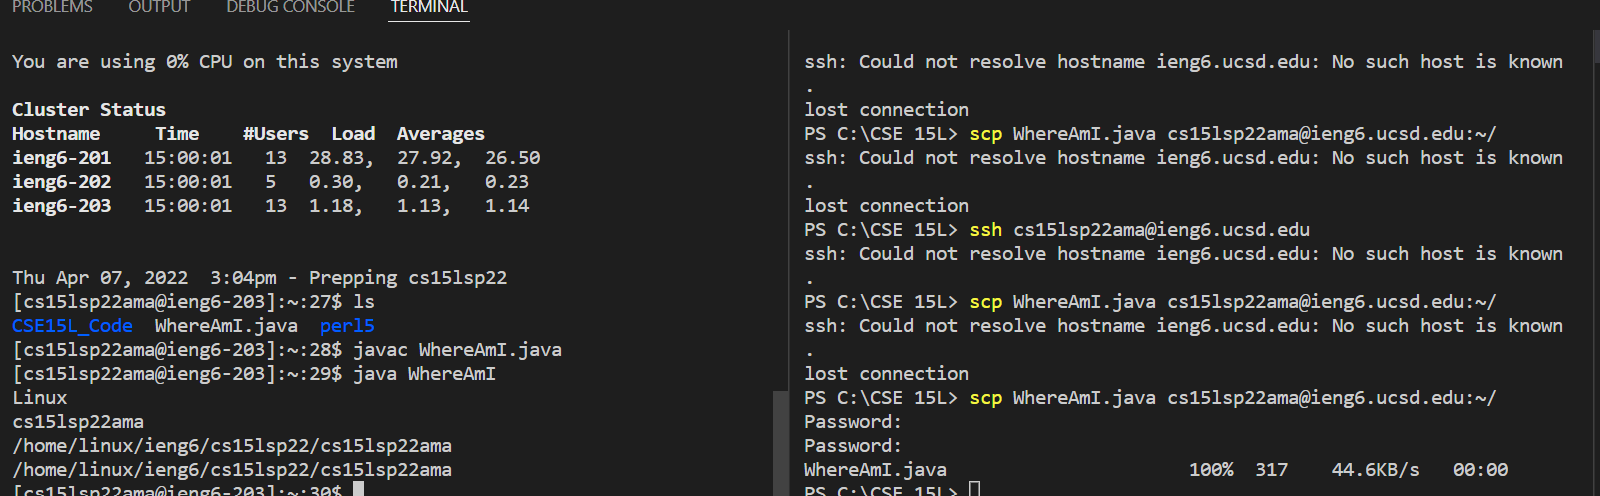 PROBLEMS OUTPUT DEBUG CONSOLE TERMINAL
You are using 0% CPU on this system
Cluster Status
Hostname Time #Users Load Averages
ieng6-201 15:00:01 13 28.83, 27.92, 26.50
ieng6-202 15:00:01 5 0.30, 0.21, 0.23
ieng6-203 15:00:01 13 1.18, 1.13, 1.14
Thu Apr 07, 2022 3:04pm - Prepping cs15lsp22
[cs15lsp22ama@ieng6-203]:~:27$ ls
CSE15L_Code WhereAmI.java perl5
[cs15lsp22ama@ieng6-203]:~:28$ javac WhereAmI.java
[cs15lsp22ama@ieng6-203]:~:29$ java WhereAmI
Linux
cs15lsp22ama
/home/linux/ieng6/cs15lsp22/cs15lsp22ama
/home/linux/ieng6/cs15lsp22/cs15lsp22ama
[cs15lsp22ama@ieng6-203]:~:30$
ssh: Could not resolve hostname ieng6.ucsd.edu: No such host is known
.
lost connection
PS C:\CSE 15L> scp WhereAmI.java cs15lsp22ama@ieng6.ucsd.edu:~/
ssh: Could not resolve hostname ieng6.ucsd.edu: No such host is known
.
lost connection
PS C:\CSE 15L> ssh cs15lsp22ama@ieng6.ucsd.edu
ssh: Could not resolve hostname ieng6.ucsd.edu: No such host is known
.
PS C:\CSE 15L> scp WhereAmI.java cs15lsp22ama@ieng6.ucsd.edu:~/
ssh: Could not resolve hostname ieng6.ucsd.edu: No such host is known
.
lost connection
PS C:\CSE 15L> scp WhereAmI.java cs15lsp22ama@ieng6.ucsd.edu:~/
Password:
Password:
WhereAmI.java 100% 317 44.6KB/s 00:00
PS C:\CSE 15L>